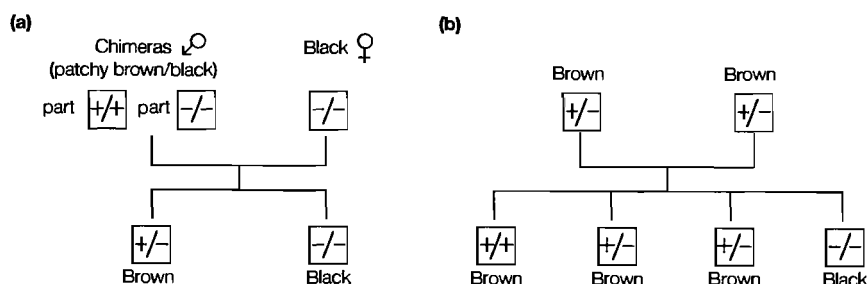 (a)
Chimeras ♂
(patchy brown/black)
Black ♀
part +/+ part −/− −/−
+/− −/−
Brown Black
(b)
Brown Brown
+/− +/−
+/+ +/− +/− −/−
Brown Brown Brown Black